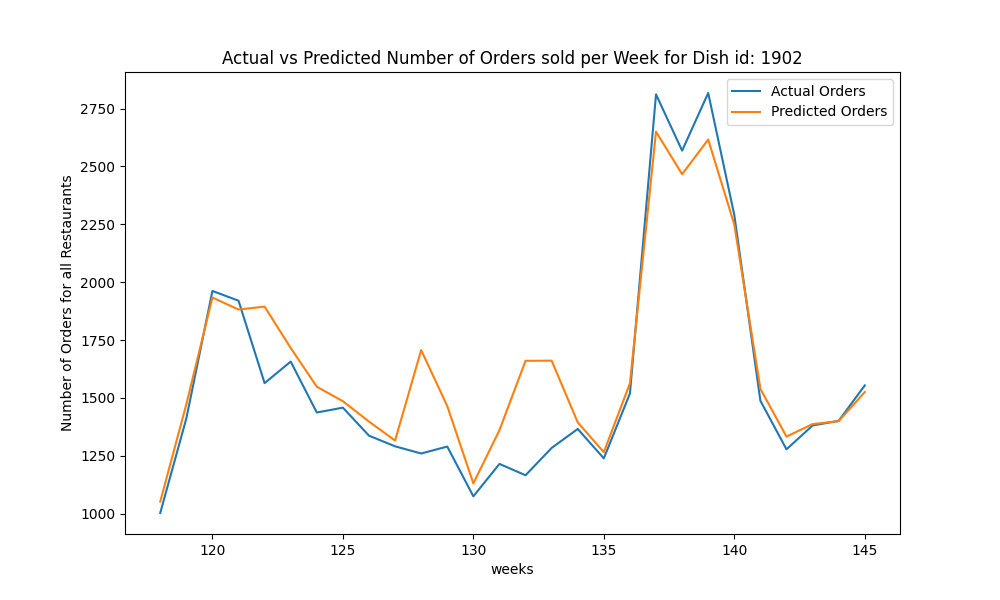 Actual vs Predicted Number of Orders sold per Week for Dish id: 1902
Actual Orders
Predicted Orders
Number of Orders for all Restaurants
2750
2500
2250
2000
1750
1500
1250
1000
120 125 130 135 140 145
weeks